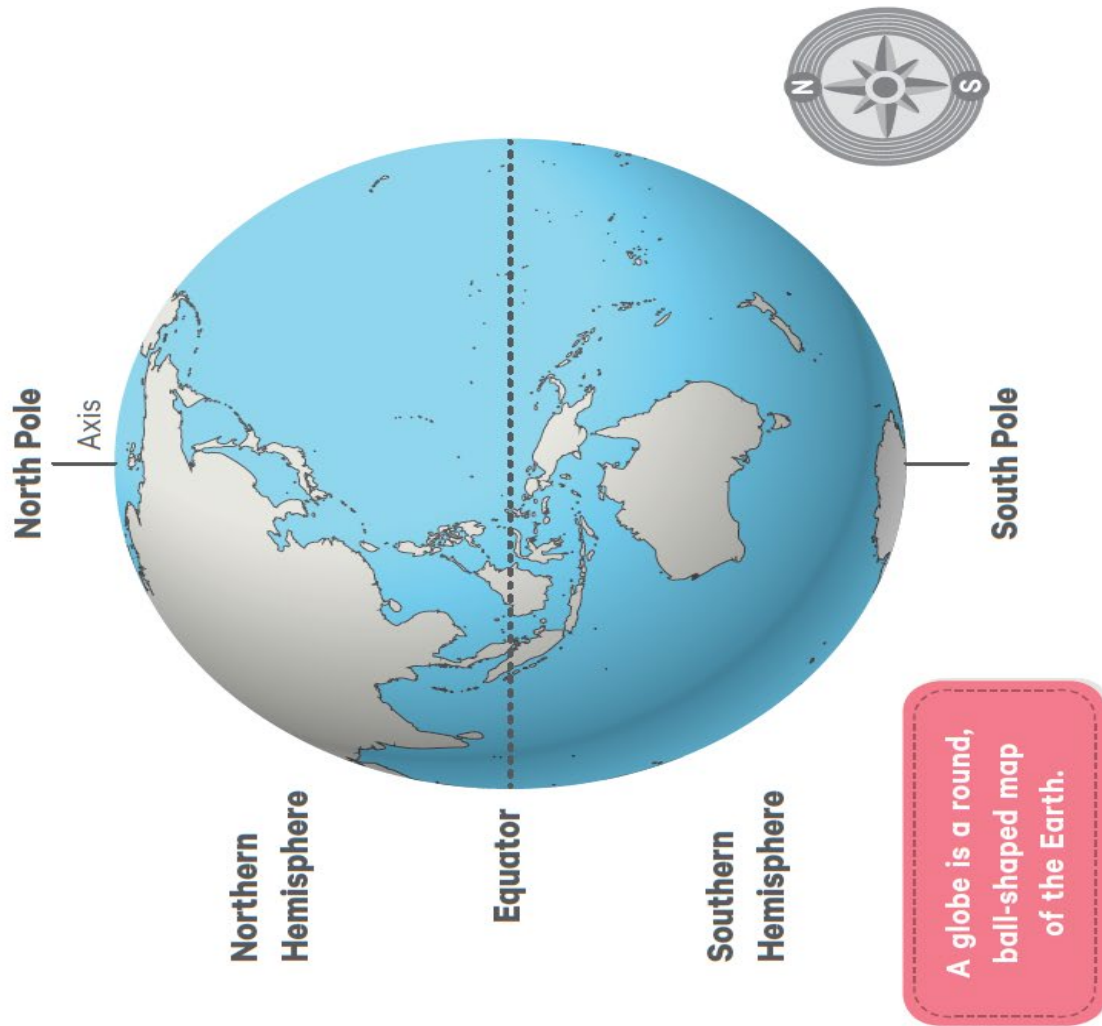 North Pole
Axis
N
S
Northern
Hemisphere
Equator
Southern
Hemisphere
South Pole
A globe is a round,
ball-shaped map
of the Earth.